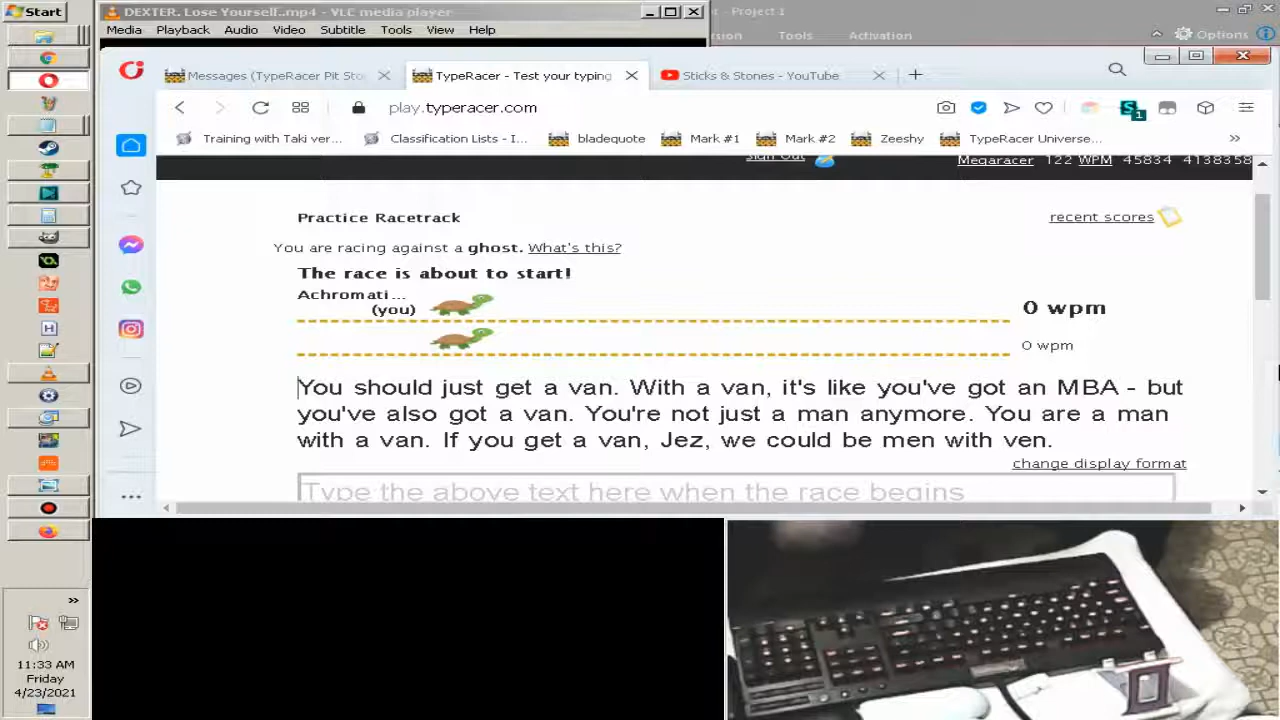 Start
DEXTER. Lose Yourself..mp4 - VLC media player
- Project 1
Media Playback Audio Video Subtitle Tools View Help
Tools Activation
Options
Messages (TypeRacer Pit Sto
TypeRacer - Test your typing
Sticks & Stones - YouTube
play.typeracer.com
Training with Taki ver...
Classification Lists - I...
bladequote
Mark #1
Mark #2
Zeeshy
TypeRacer Universe...
Sign Out
Megaracer 122 WPM 45834 4138358
Practice Racetrack
recent scores
You are racing against a ghost. What's this?
The race is about to start!
Achromati...
(you)
0 wpm
0 wpm
You should just get a van. With a van, it's like you've got an MBA - but
you've also got a van. You're not just a man anymore. You are a man
with a van. If you get a van, Jez, we could be men with ven.
change display format
Type the above text here when the race begins
11:33 AM
Friday
4/23/2021